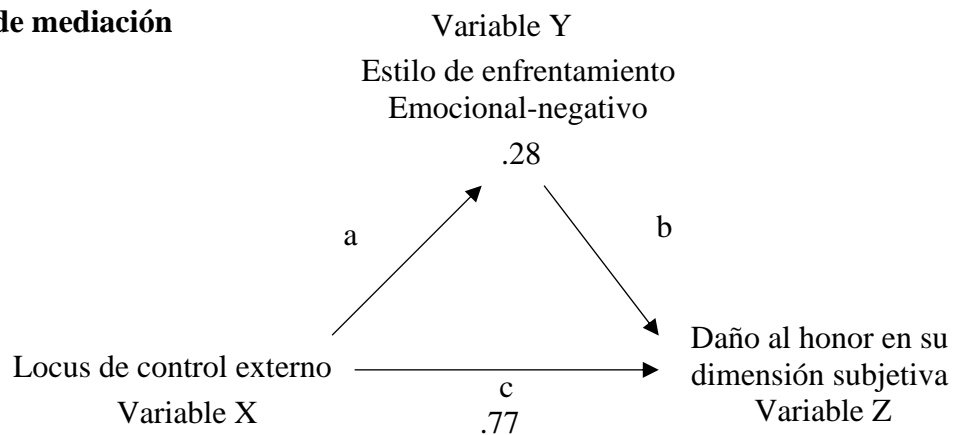 de mediación
Variable Y
Estilo de enfrentamiento
Emocional-negativo
.28
a
b
Locus de control externo
Variable X
c
.77
Daño al honor en su
dimensión subjetiva
Variable Z